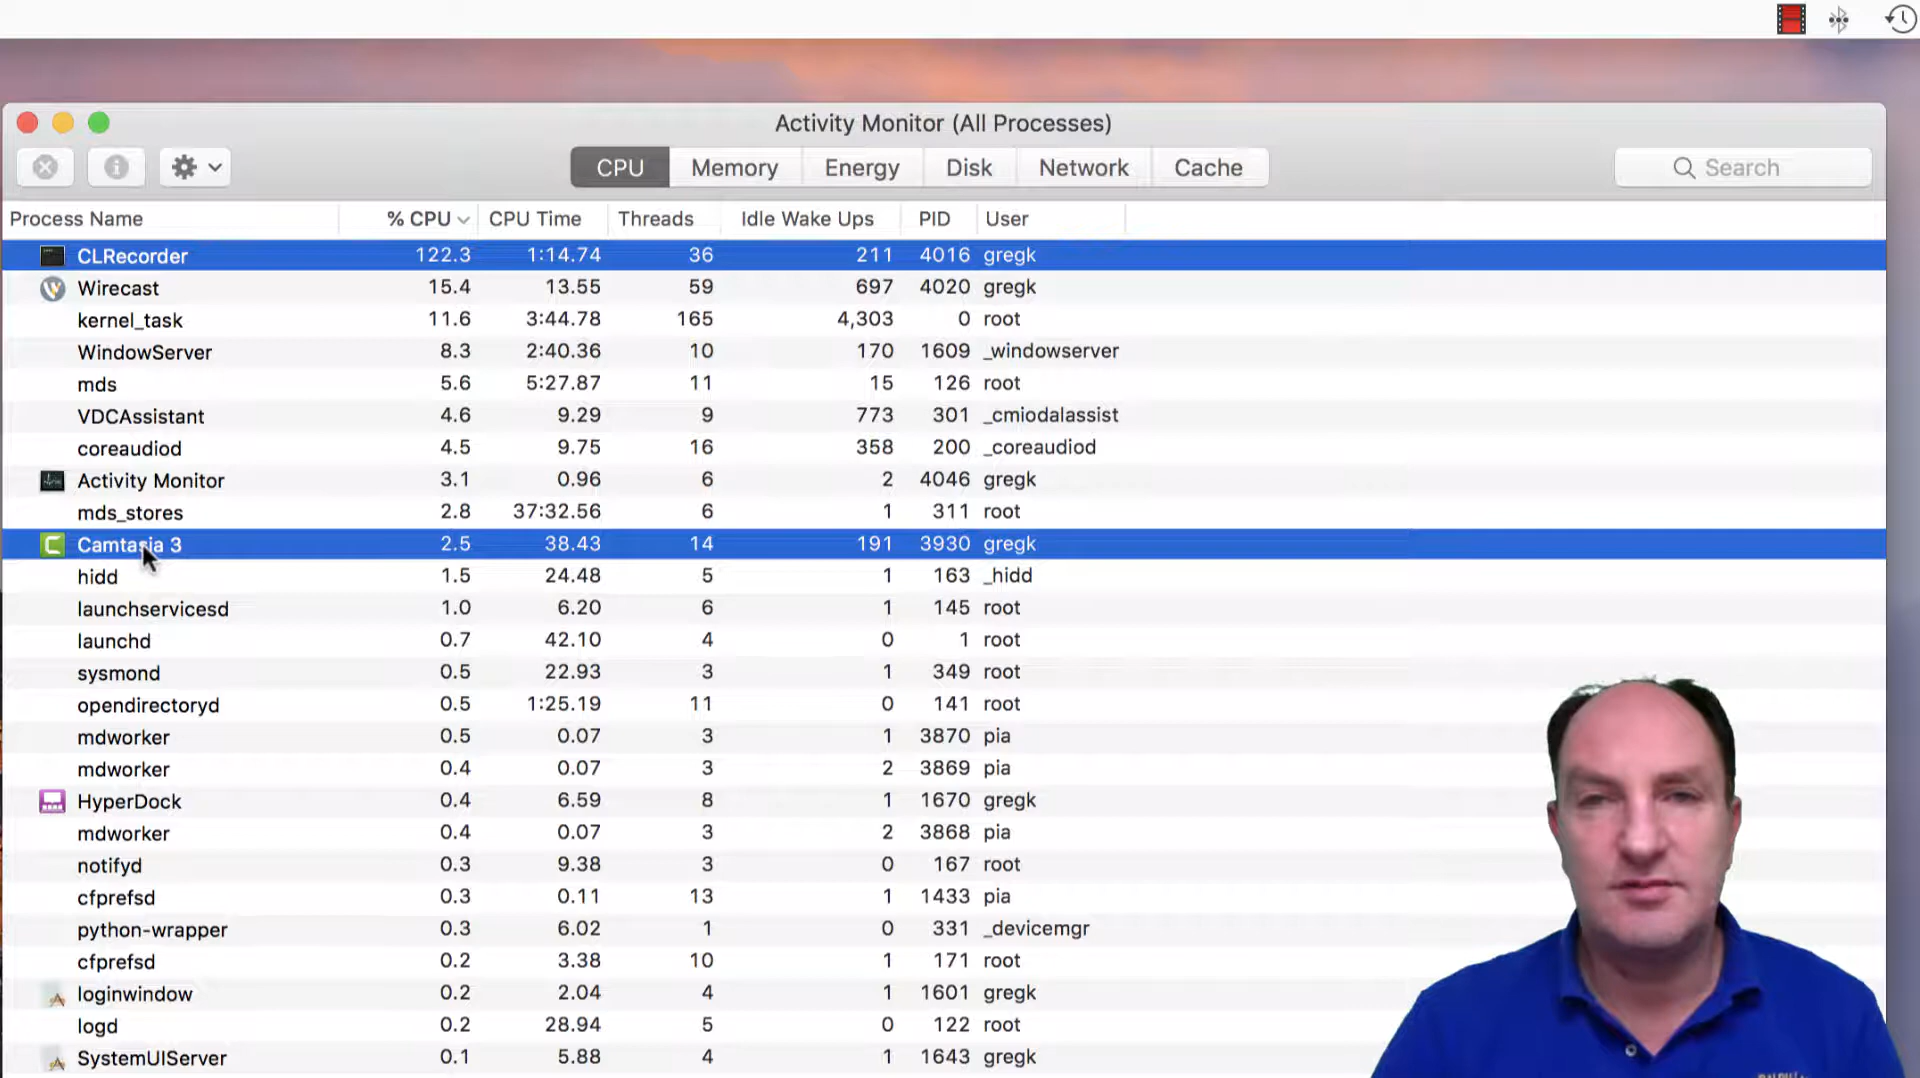 Activity Monitor (All Processes)
CPU Memory Energy Disk Network Cache Search
Process Name % CPU CPU Time Threads Idle Wake Ups PID User
CLRecorder 122.3 1:14.74 36 211 4016 gregk
Wirecast 15.4 13.55 59 697 4020 gregk
kernel_task 11.6 3:44.78 165 4,303 0 root
WindowServer 8.3 2:40.36 10 170 1609 _windowserver
mds 5.6 5:27.87 11 15 126 root
VDCAssistant 4.6 9.29 9 773 301 _cmiodalassist
coreaudiod 4.5 9.75 16 358 200 _coreaudiod
Activity Monitor 3.1 0.96 6 2 4046 gregk
mds_stores 2.8 37:32.56 6 1 311 root
Camtasia 3 2.5 38.43 14 191 3930 gregk
hidd 1.5 24.48 5 1 163 _hidd
launchservicesd 1.0 6.20 6 1 145 root
launchd 0.7 42.10 4 0 1 root
sysmond 0.5 22.93 3 1 349 root
opendirectoryd 0.5 1:25.19 11 0 141 root
mdworker 0.5 0.07 3 1 3870 pia
mdworker 0.4 0.07 3 2 3869 pia
HyperDock 0.4 6.59 8 1 1670 gregk
mdworker 0.4 0.07 3 2 3868 pia
notifyd 0.3 9.38 3 0 167 root
cfprefsd 0.3 0.11 13 1 1433 pia
python-wrapper 0.3 6.02 1 0 331 _devicemgr
cfprefsd 0.2 3.38 10 1 171 root
loginwindow 0.2 2.04 4 1 1601 gregk
logd 0.2 28.94 5 0 122 root
SystemUIServer 0.1 5.88 4 1 1643 gregk